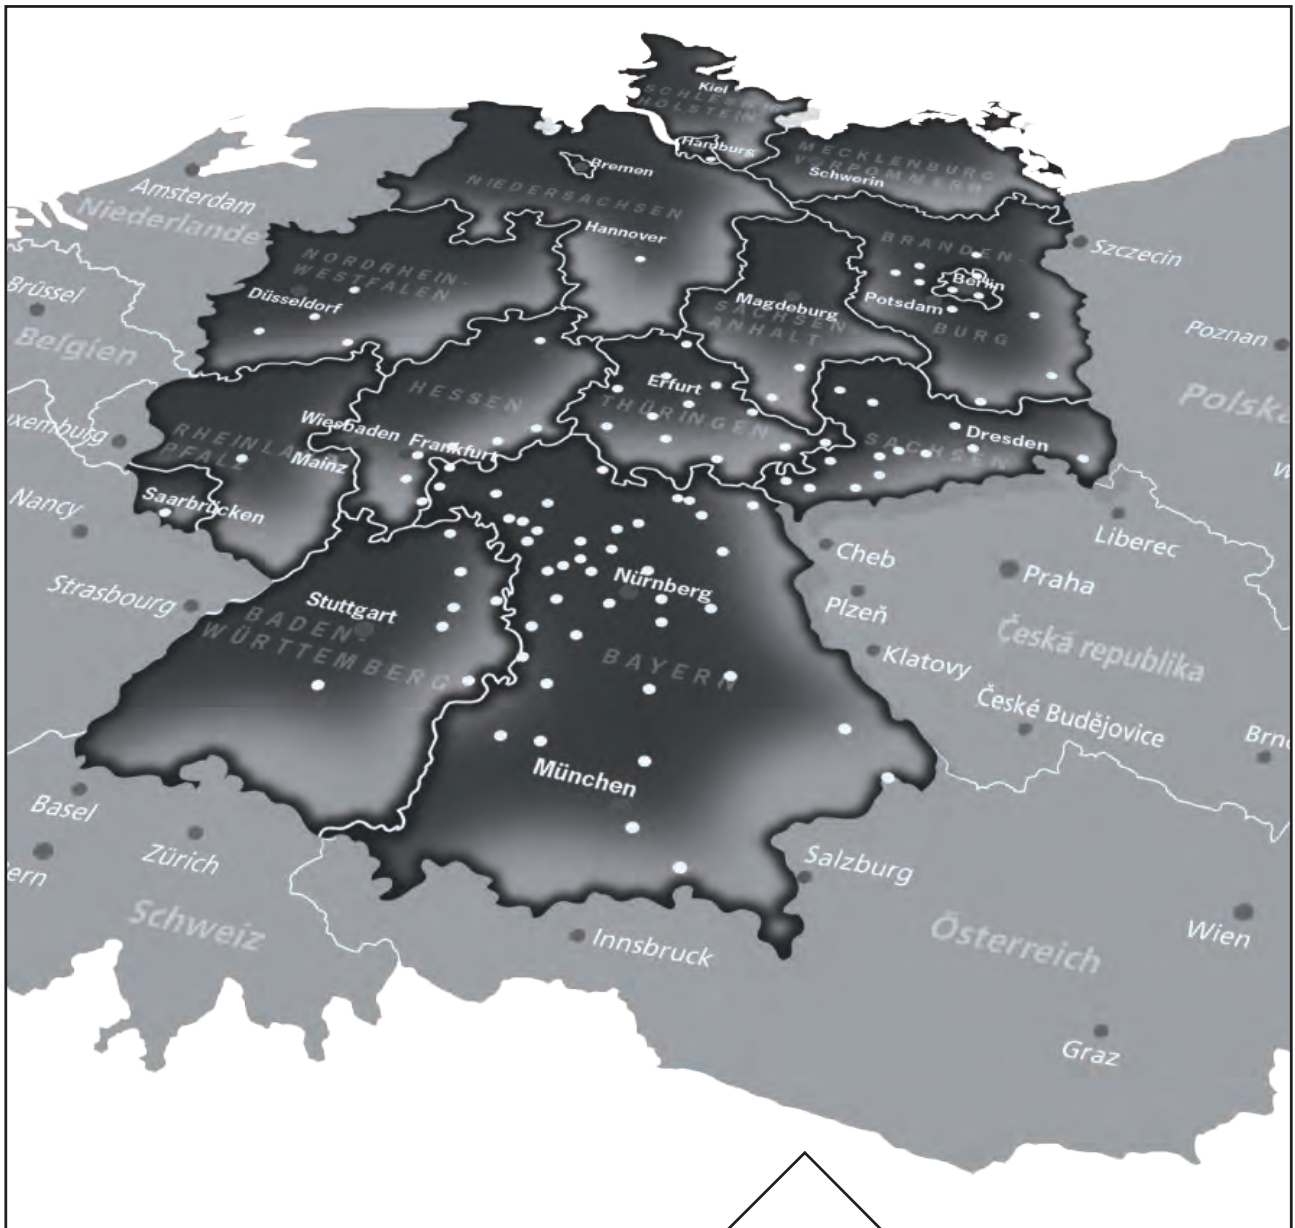 Kiel
SCHLESWIG
HOLSTEIN
Hamburg
MECKLENBURG
VORPOMMERN
Schwerin
Bremen
NIEDERSACHSEN
Hannover
Amsterdam
Niederlande
BRANDEN-
BURG
Szczecin
Berlin
Potsdam
NORDRHEIN
WESTFALEN
Düsseldorf
Magdeburg
SACHSEN
ANHALT
Brüssel
Belgien
Poznan
Polska
HESSEN
Erfurt
THÜRINGEN
Wiesbaden
Frankfurt
Mainz
RHEINLAND
PFALZ
uxemburg
Dresden
SACHSEN
W
Saarbrücken
Nancy
Liberec
Cheb
Praha
Strasbourg
Stuttgart
BADEN
WÜRTTEMBERG
Nürnberg
BAYERN
Plzeň
Česká republika
Klatovy
České Budějovice
Brno
München
Basel
Zürich
ern
Schweiz
Salzburg
Innsbruck
Österreich
Wien
Graz